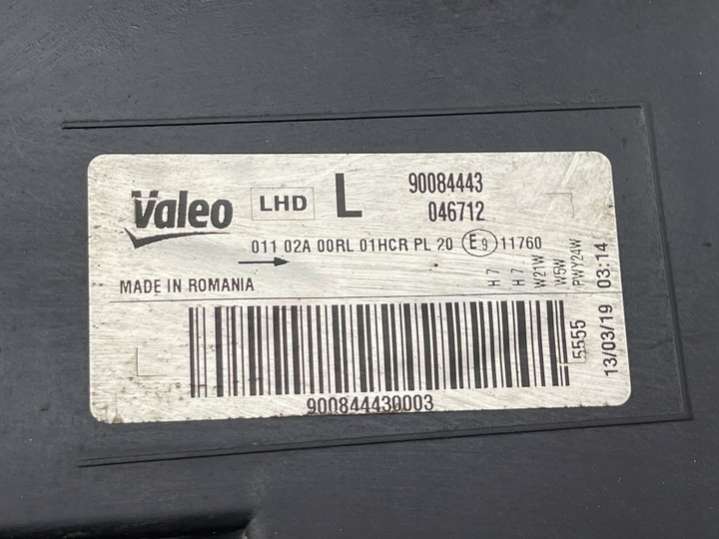 Valeo LHD L 90084443
046712
011 02A 00RL 01HCR PL 20 E9 11760
MADE IN ROMANIA
H7
H7
W21W
W5W
PWY24W
5555
13/03/19 03:14
900844430003